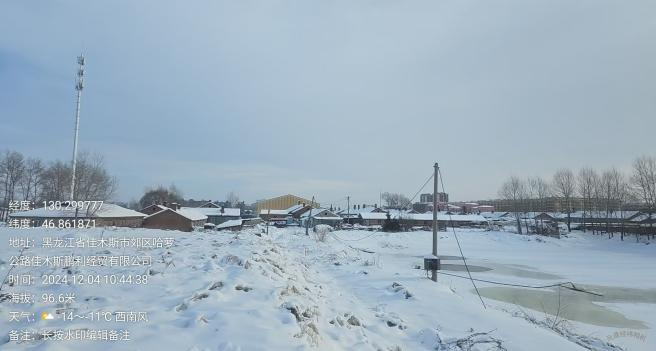 经度：130.299777
纬度：46.861871
地址：黑龙江省佳木斯市郊区哈萝
公路佳木斯鹏利经贸有限公司
时间：2024-12-04 10:44:38
海拔：96.6米
天气：-14~-11℃ 西南风
备注：长按水印编辑备注